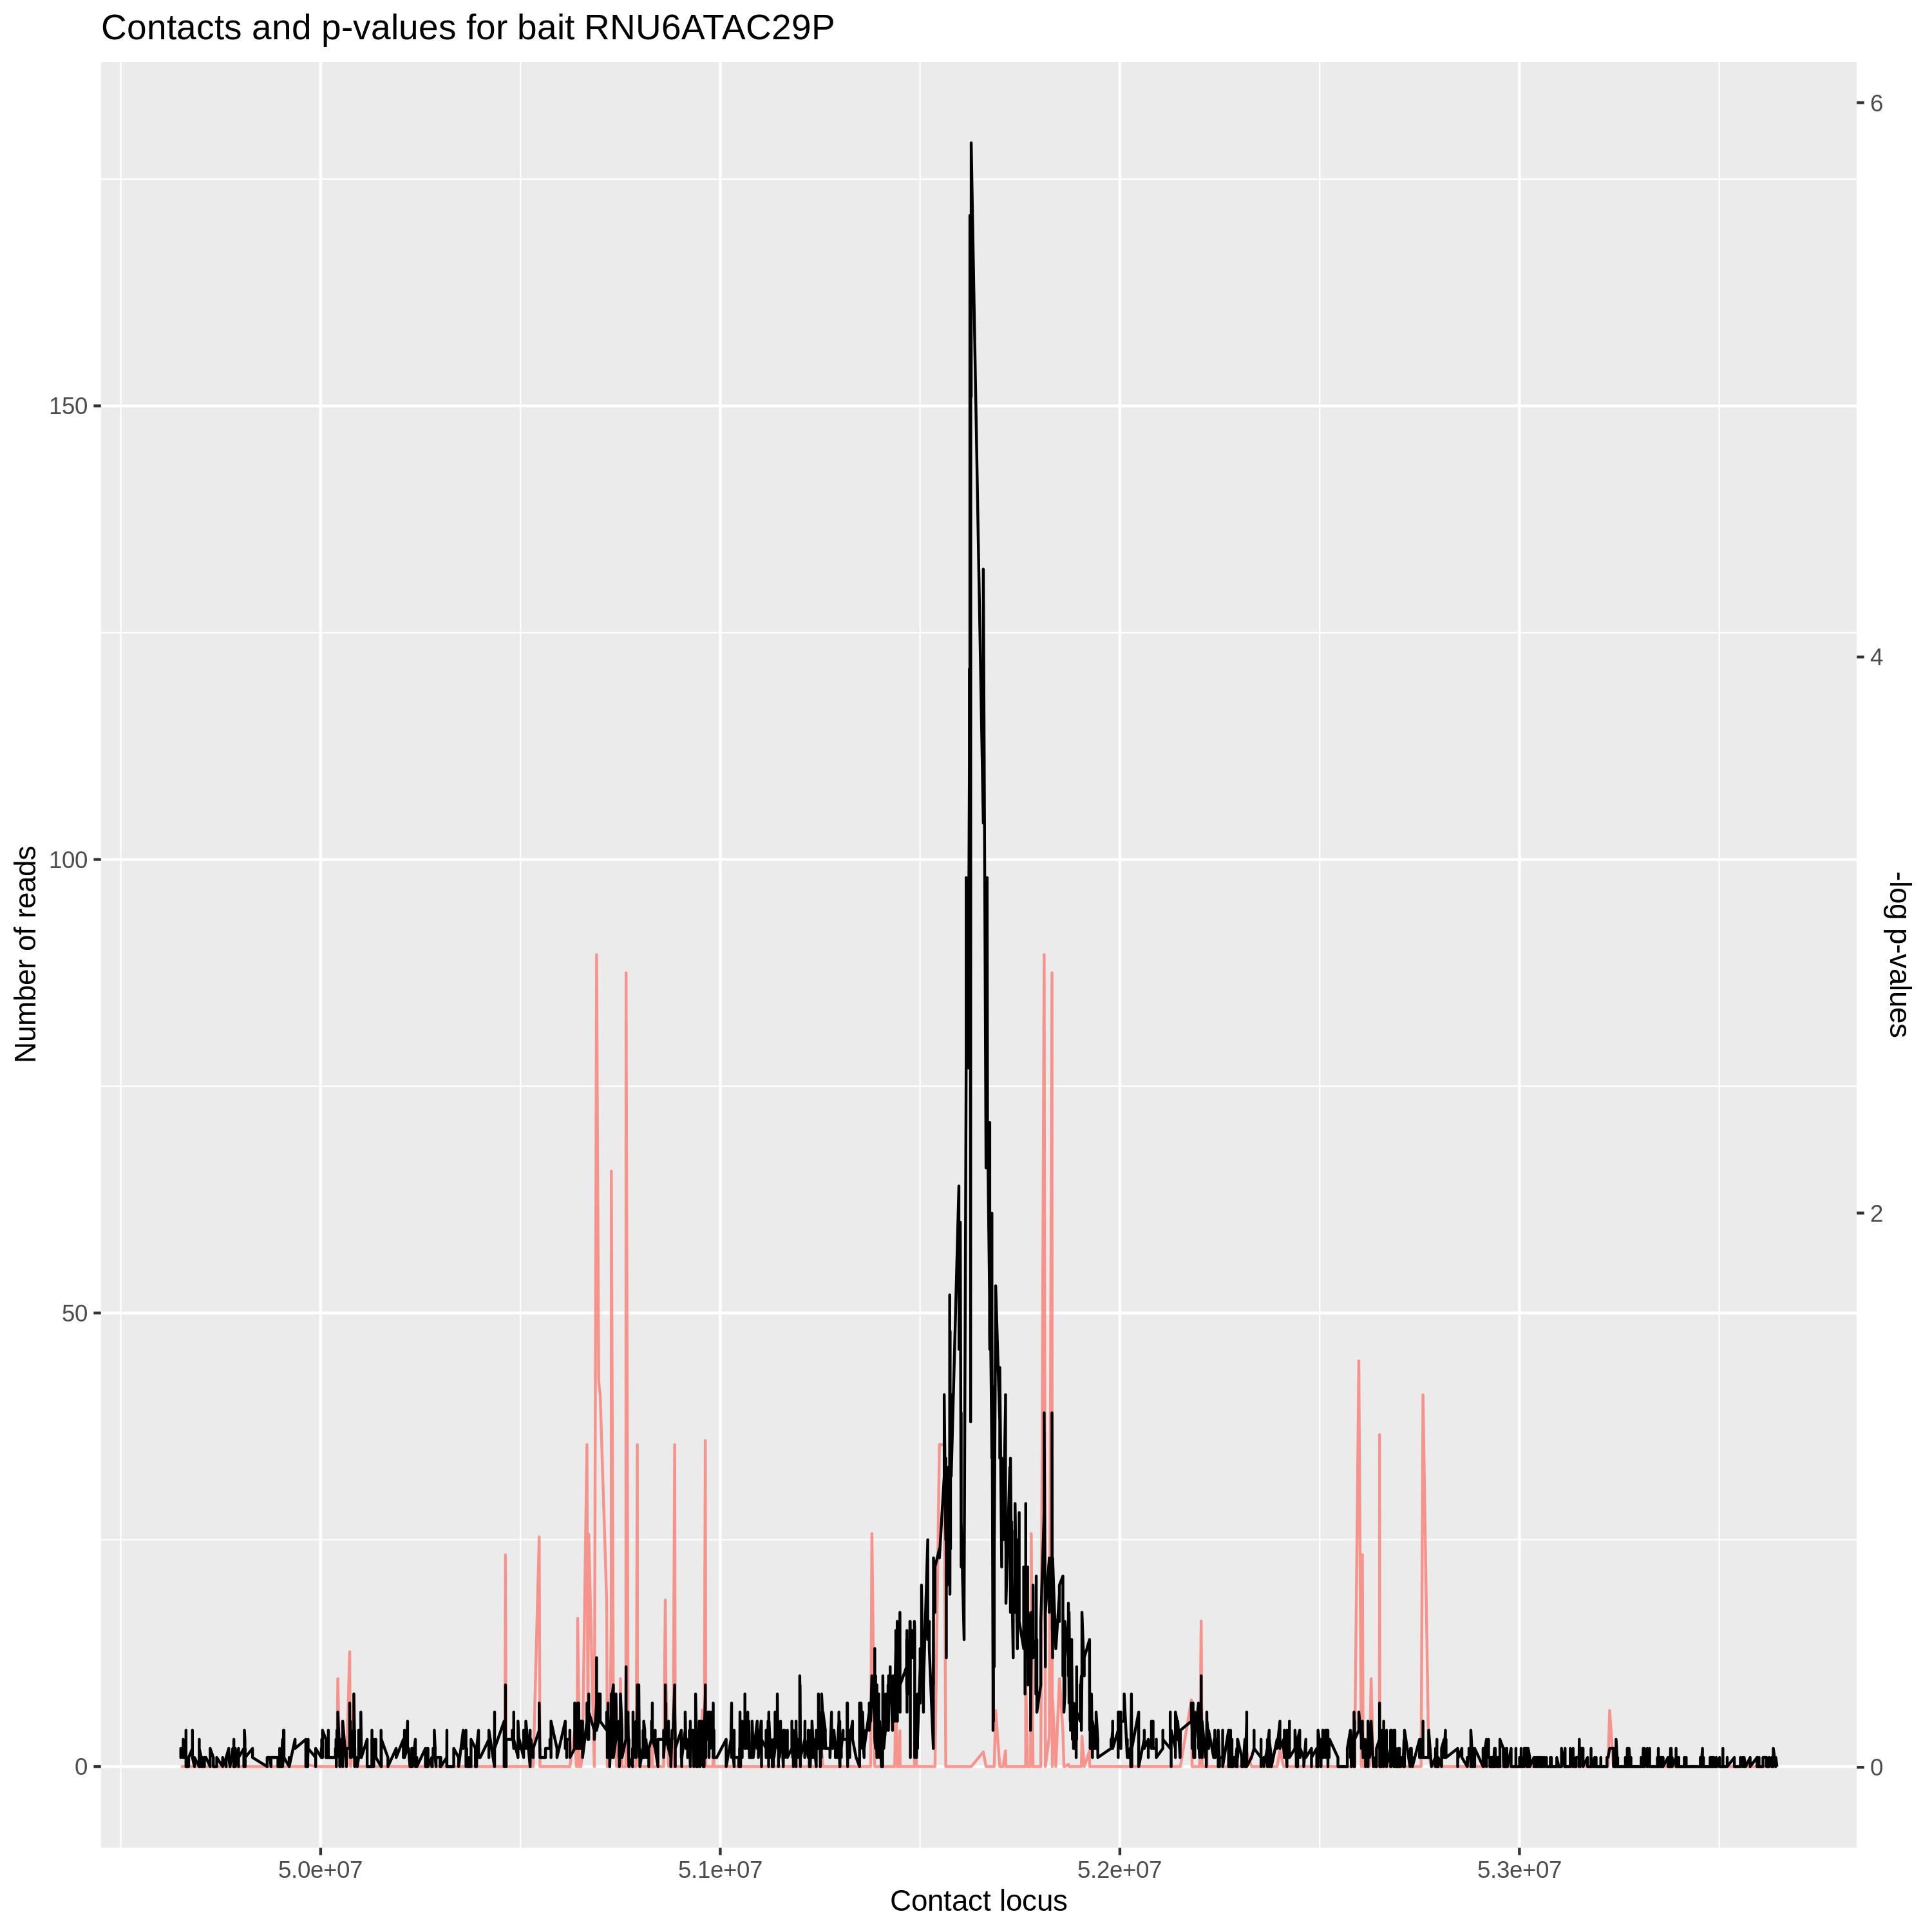 Contacts and p-values for bait RNU6ATAC29P
6
150
4
100
Number of reads
-log p-values
2
50
0
0
5.0e+07
5.1e+07
5.2e+07
5.3e+07
Contact locus